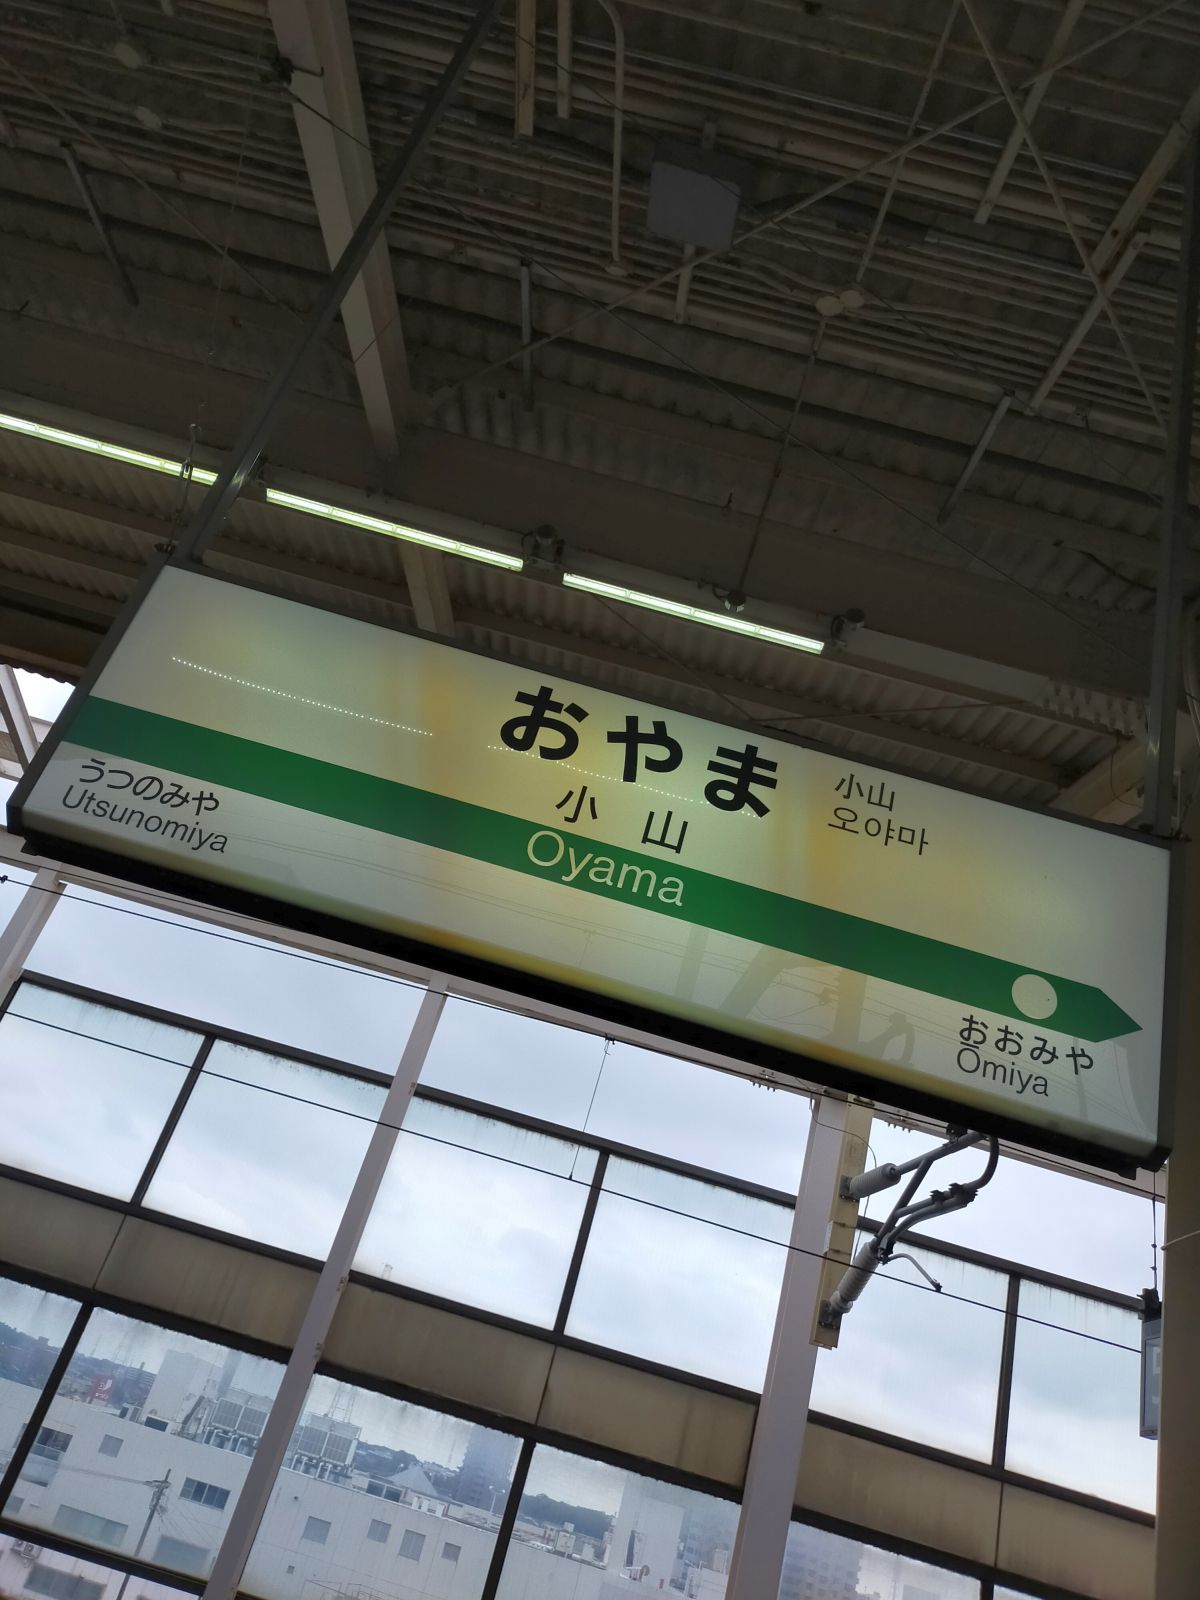 おやま
小山
Oyama
小山
오야마
うつのみや
Utsunomiya
おおみや
Ōmiya